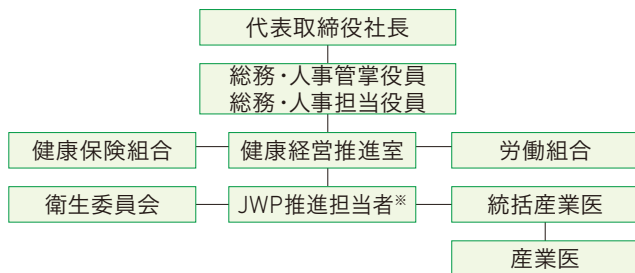 代表取締役社長
総務・人事管掌役員
総務・人事担当役員
健康保険組合
健康経営推進室
労働組合
衛生委員会
JWP推進担当者※
統括産業医
産業医